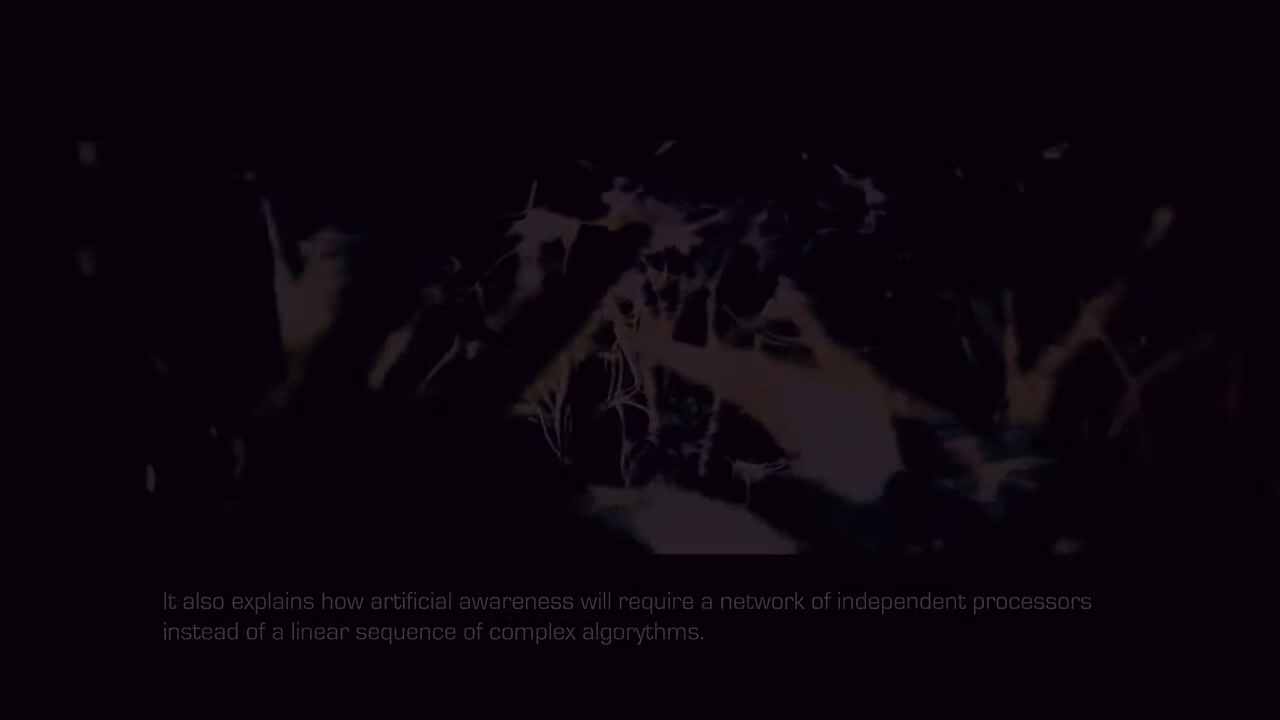 It also explains how artificial awareness will require a network of independent processors
instead of a linear sequence of complex algorythms.